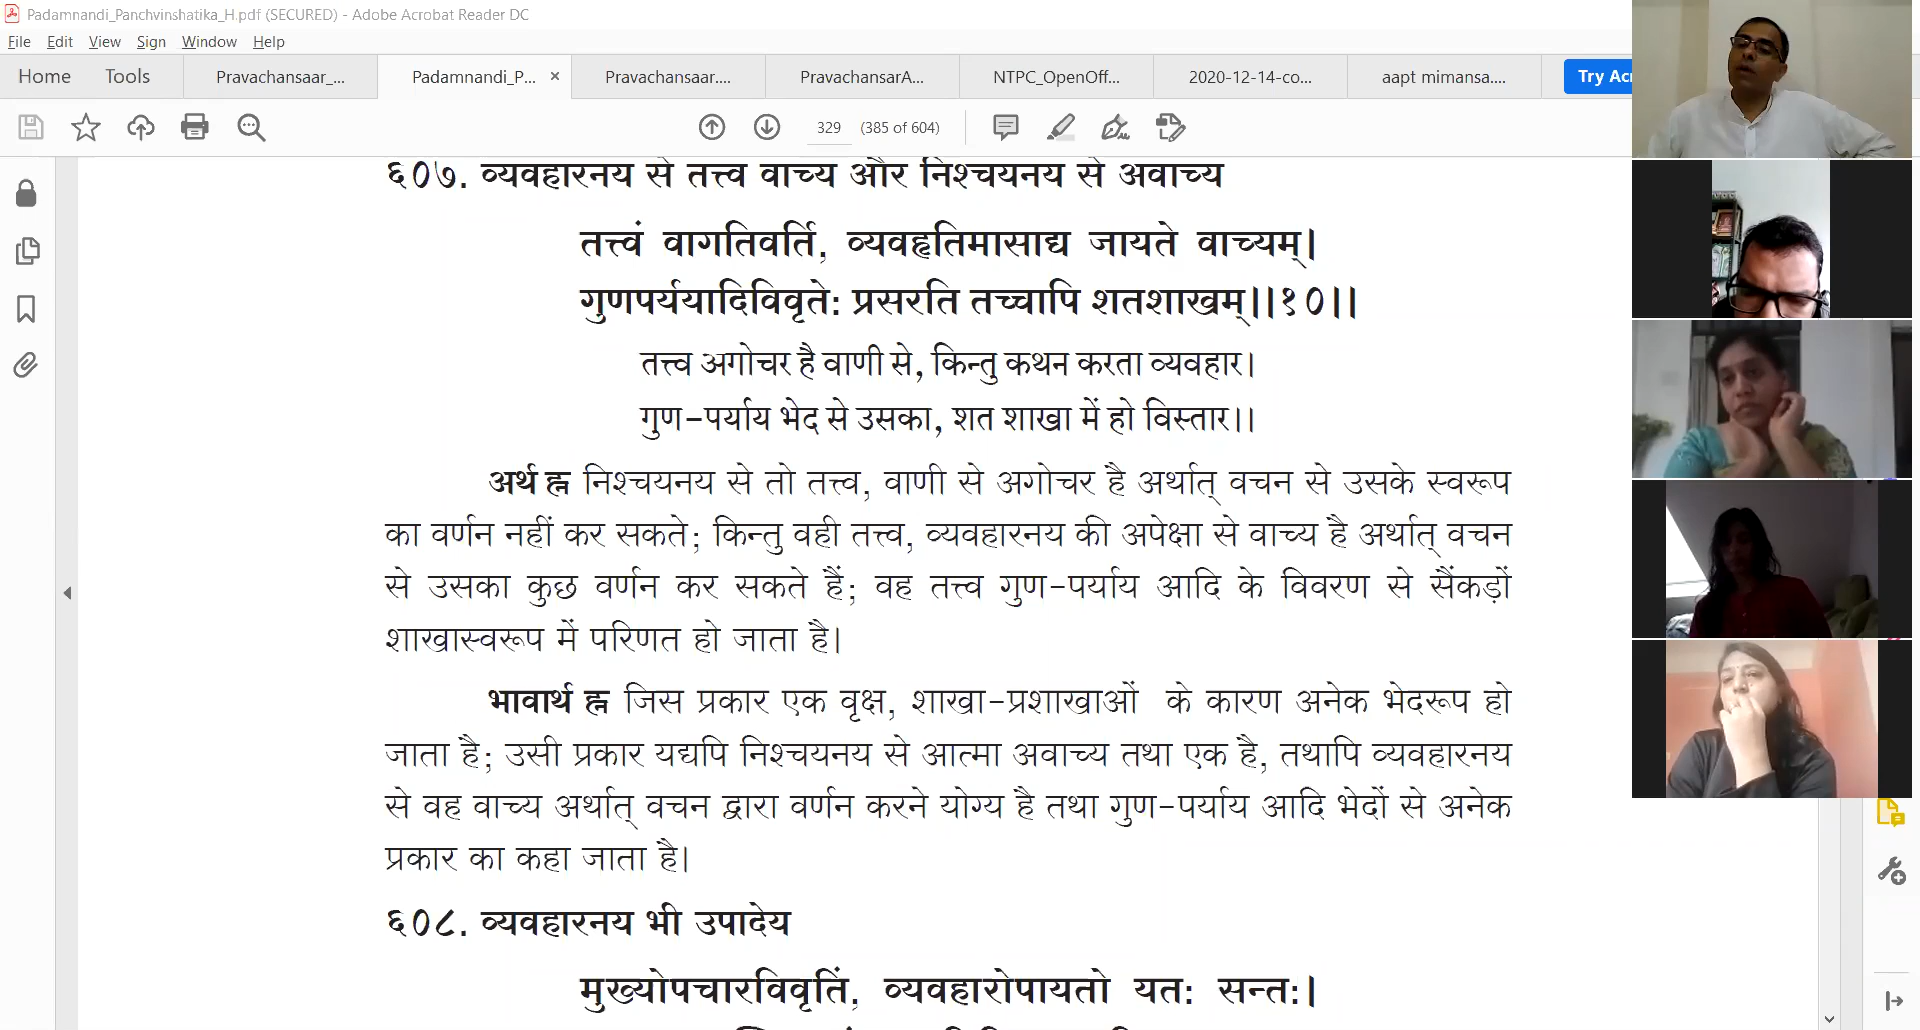 Padamnandi_Panchvinshatika_H.pdf (SECURED) - Adobe Acrobat Reader DC
File Edit View Sign Window Help
Home Tools Pravachansaar_... Padamnandi_P... × Pravachansaar.... PravachansarA... NTPC_OpenOff... 2020-12-14-co... aapt mimansa.... Try Acr
329 (385 of 604)
६०७. व्यवहारनय से तत्त्व वाच्य और निश्चयनय से अवाच्य
तत्त्वं वागतिवर्ति, व्यवहृतिमासाद्य जायते वाच्यम्।
गुणपर्ययादिविवृतेः प्रसरति तच्चापि शतशाखम्।।१०।।
तत्त्व अगोचर है वाणी से, किन्तु कथन करता व्यवहार।
गुण-पर्याय भेद से उसका, शत शाखा में हो विस्तार।।
अर्थ ह्न निश्चयनय से तो तत्त्व, वाणी से अगोचर है अर्थात् वचन से उसके स्वरूप
का वर्णन नहीं कर सकते; किन्तु वही तत्त्व, व्यवहारनय की अपेक्षा से वाच्य है अर्थात् वचन
से उसका कुछ वर्णन कर सकते हैं; वह तत्त्व गुण-पर्याय आदि के विवरण से सैंकड़ों
शाखास्वरूप में परिणत हो जाता है।
भावार्थ ह्न जिस प्रकार एक वृक्ष, शाखा-प्रशाखाओं के कारण अनेक भेदरूप हो
जाता है; उसी प्रकार यद्यपि निश्चयनय से आत्मा अवाच्य तथा एक है, तथापि व्यवहारनय
से वह वाच्य अर्थात् वचन द्वारा वर्णन करने योग्य है तथा गुण-पर्याय आदि भेदों से अनेक
प्रकार का कहा जाता है।
६०८. व्यवहारनय भी उपादेय
मुख्योपचारविवृतिं, व्यवहारोपायतो यतः सन्तः।